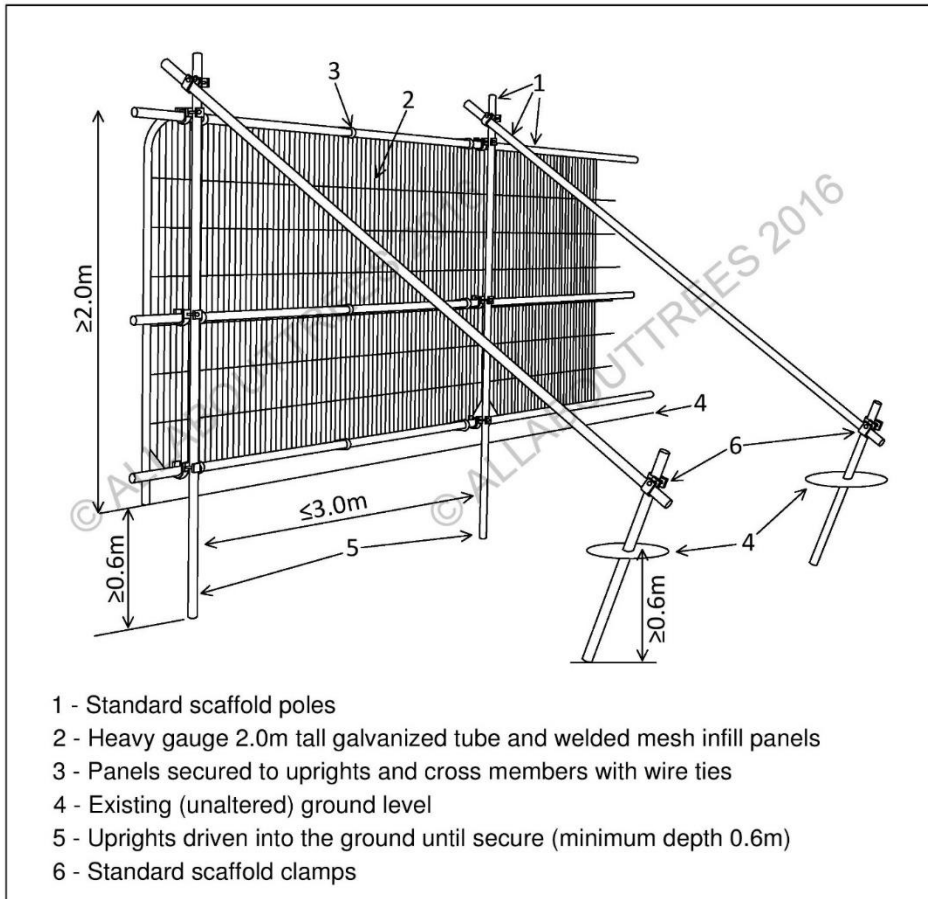 3
1
2
© ALLABOUTTREES 2016
© ALLABOUTTREES 2016
≥2.0m
4
6
≤3.0m
5
4
≥0.6m
≥0.6m
1 - Standard scaffold poles
2 - Heavy gauge 2.0m tall galvanized tube and welded mesh infill panels
3 - Panels secured to uprights and cross members with wire ties
4 - Existing (unaltered) ground level
5 - Uprights driven into the ground until secure (minimum depth 0.6m)
6 - Standard scaffold clamps